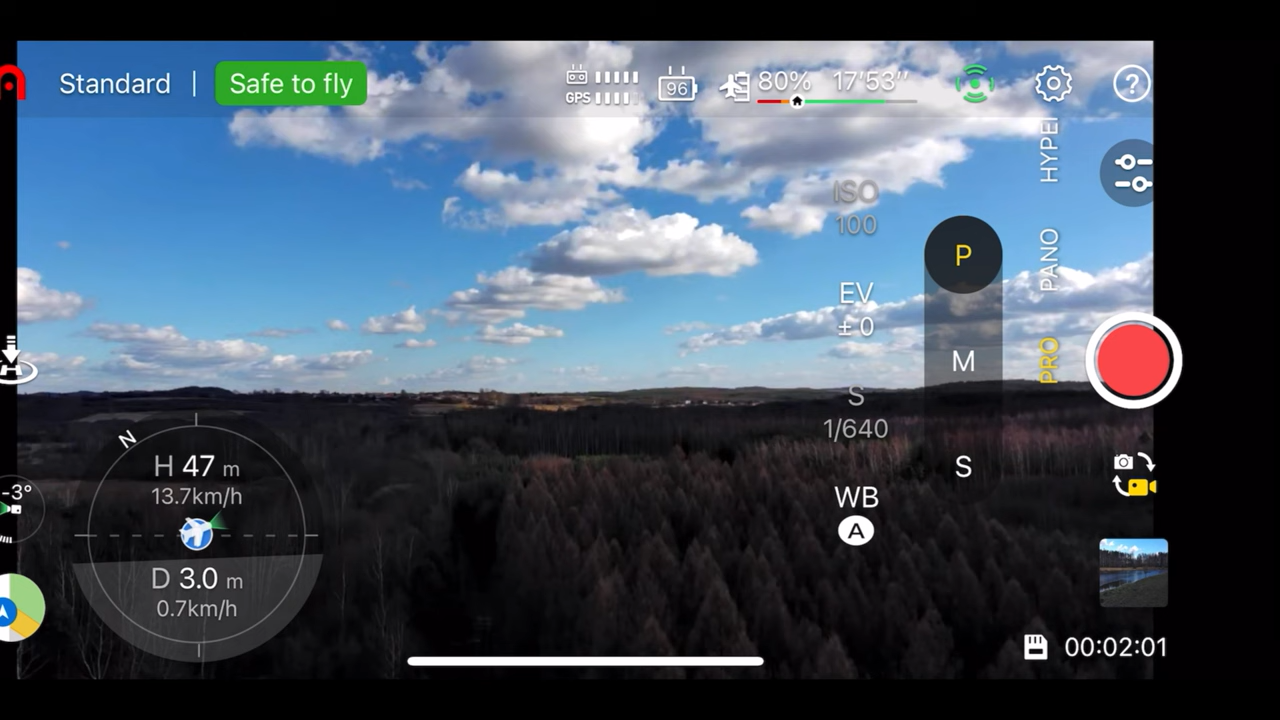 Standard | Safe to fly
GPS
96
80% 17'53''
?
HYPE
PANO
PRO
ISO
100
EV
± 0
S
1/640
WB
A
P
M
S
N
H 47 m
13.7km/h
D 3.0 m
0.7km/h
-3°
H
00:02:01